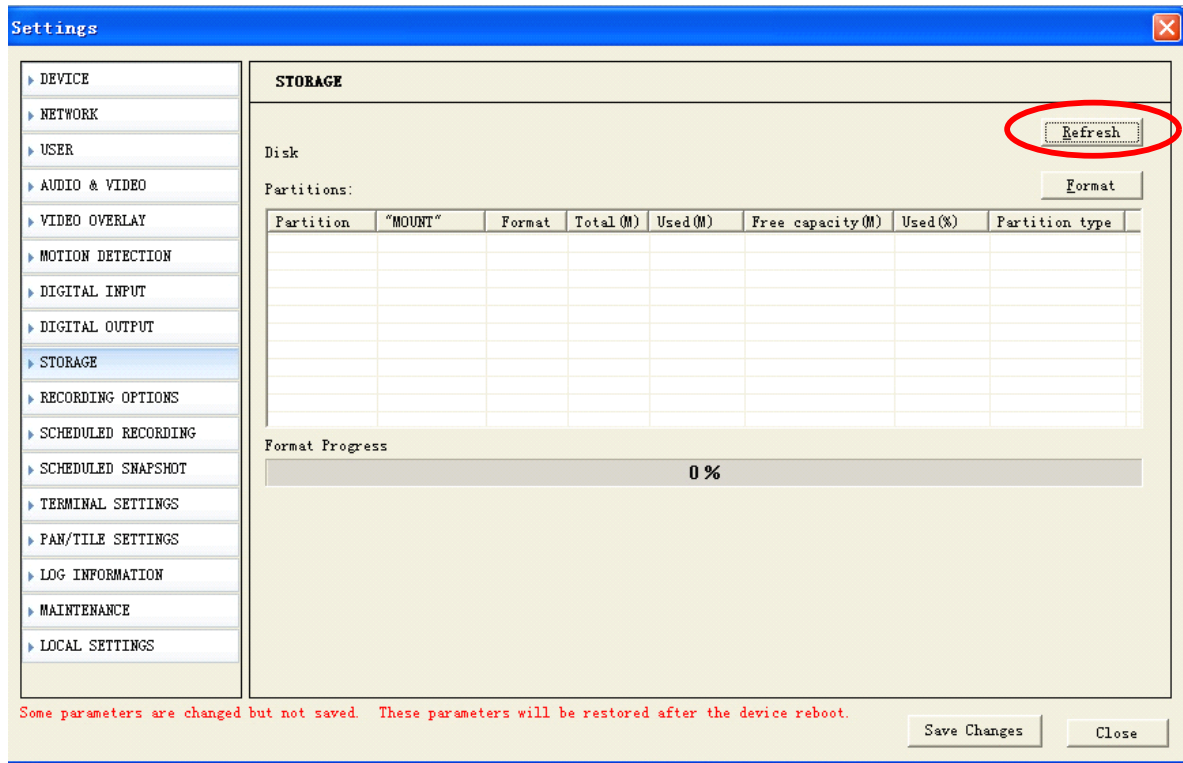 Settings
DEVICE
NETWORK
USER
AUDIO & VIDEO
VIDEO OVERLAY
MOTION DETECTION
DIGITAL INPUT
DIGITAL OUTPUT
STORAGE
RECORDING OPTIONS
SCHEDULED RECORDING
SCHEDULED SNAPSHOT
TERMINAL SETTINGS
PAN/TILE SETTINGS
LOG INFORMATION
MAINTENANCE
LOCAL SETTINGS
STORAGE
Refresh
Disk
Format
Partitions:
Partition "MOUNT" Format Total(M) Used(M) Free capacity(M) Used(%) Partition type
Format Progress
0 %
Some parameters are changed but not saved. These parameters will be restored after the device reboot.
Save Changes Close